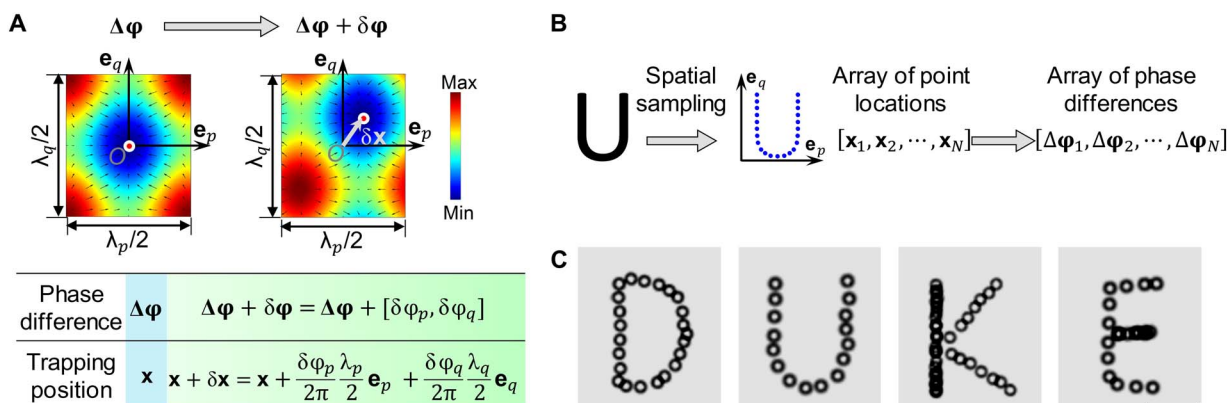 A
Δφ
Δφ + δφ
e_q
e_q
λ_q/2
O
e_p
λ_p/2
λ_q/2
O
δx
e_p
λ_p/2
Max
Min
Phase difference
Δφ
Δφ + δφ = Δφ + [δφ_p, δφ_q]
Trapping position
x
x + δx = x + δφ_p/2π λ_p/2 e_p + δφ_q/2π λ_q/2 e_q
B
U
Spatial
sampling
e_q
e_p
Array of point
locations
[x_1, x_2, ⋯, x_N]
Array of phase
differences
[Δφ_1, Δφ_2, ⋯, Δφ_N]
C
D U K E